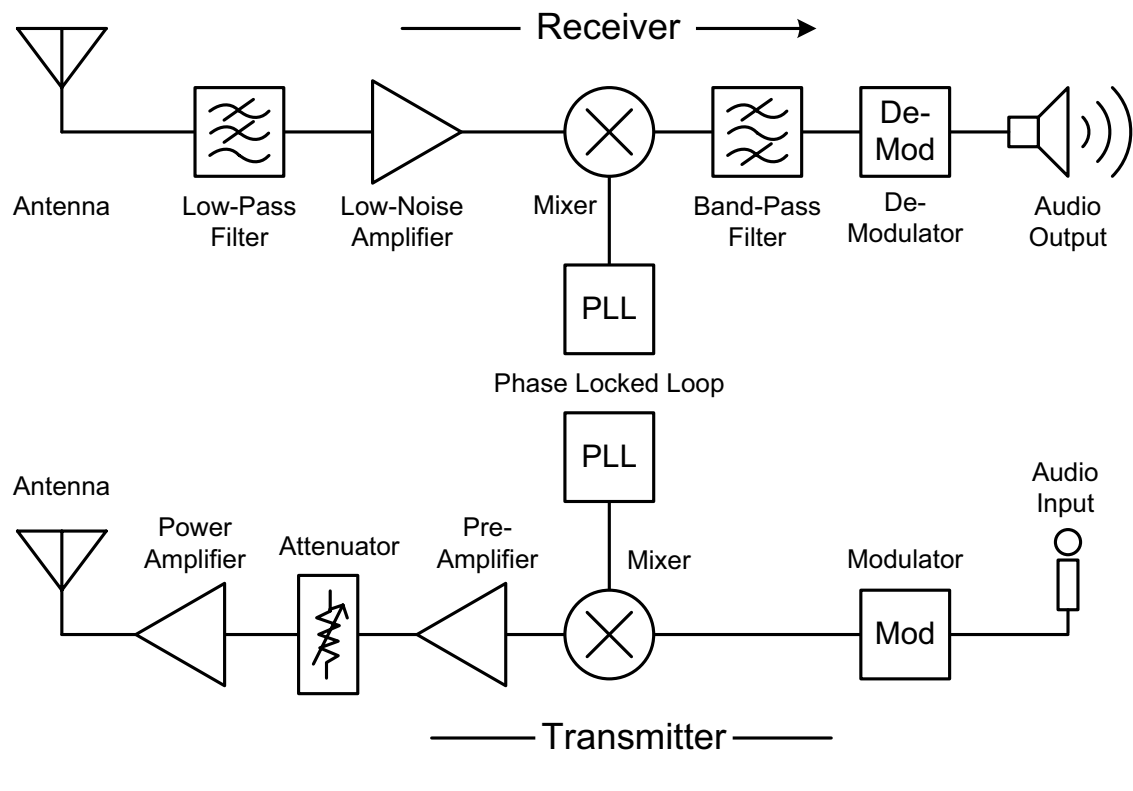 Receiver
De-
Mod
Antenna
Low-Pass
Filter
Low-Noise
Amplifier
Mixer
Band-Pass
Filter
De-
Modulator
Audio
Output
PLL
Phase Locked Loop
PLL
Antenna
Power
Amplifier
Attenuator
Pre-
Amplifier
Mixer
Modulator
Audio
Input
Mod
Transmitter